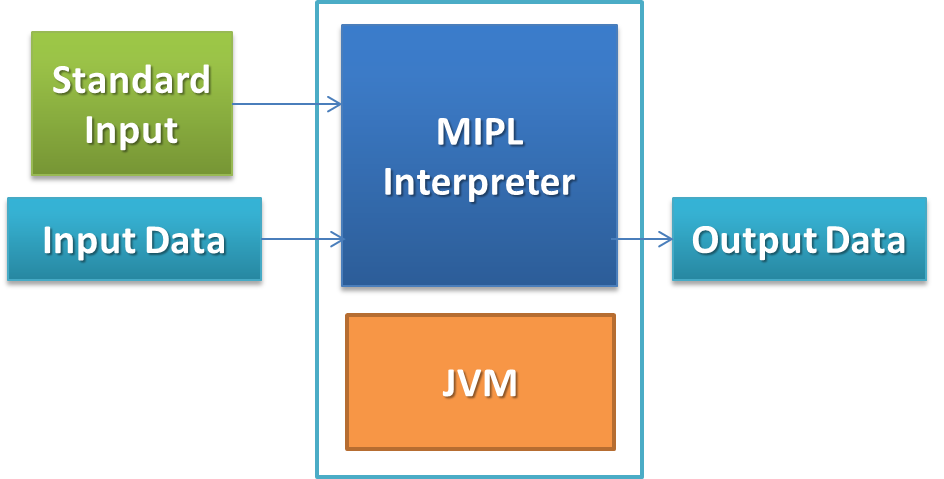 Standard
Input
MIPL
Interpreter
Input Data
Output Data
JVM